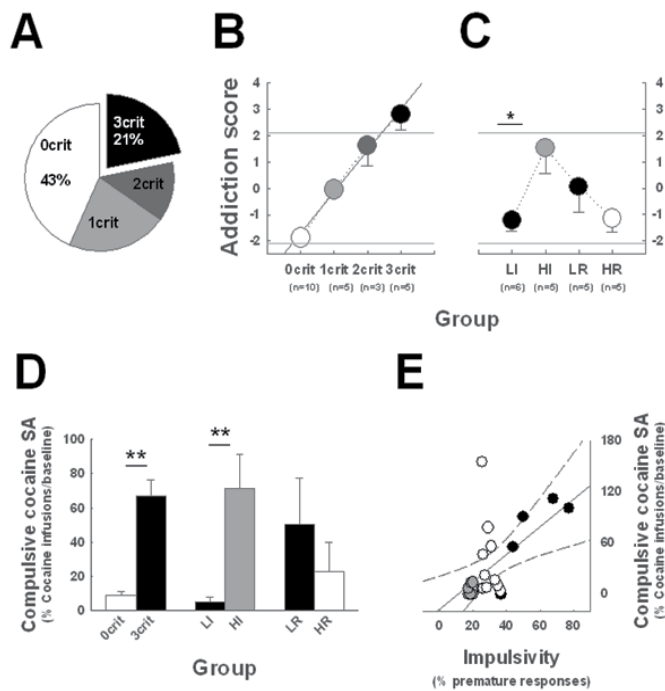 A
0crit
43%
3crit
21%
2crit
1crit
B
Addiction score
4
3
2
1
0
-1
-2
0crit 1crit 2crit 3crit
(n=10) (n=5) (n=3) (n=5)
C
*
4
3
2
1
0
-1
-2
LI HI LR HR
(n=6) (n=5) (n=5) (n=5)
Group
D
Compulsive cocaine SA
(% Cocaine infusions/baseline)
100
80
60
40
20
0
** **
0crit 3crit LI HI LR HR
Group
E
180
120
60
0
Compulsive cocaine SA
(% Cocaine infusions/baseline)
0 20 40 60 80
Impulsivity
(% premature responses)